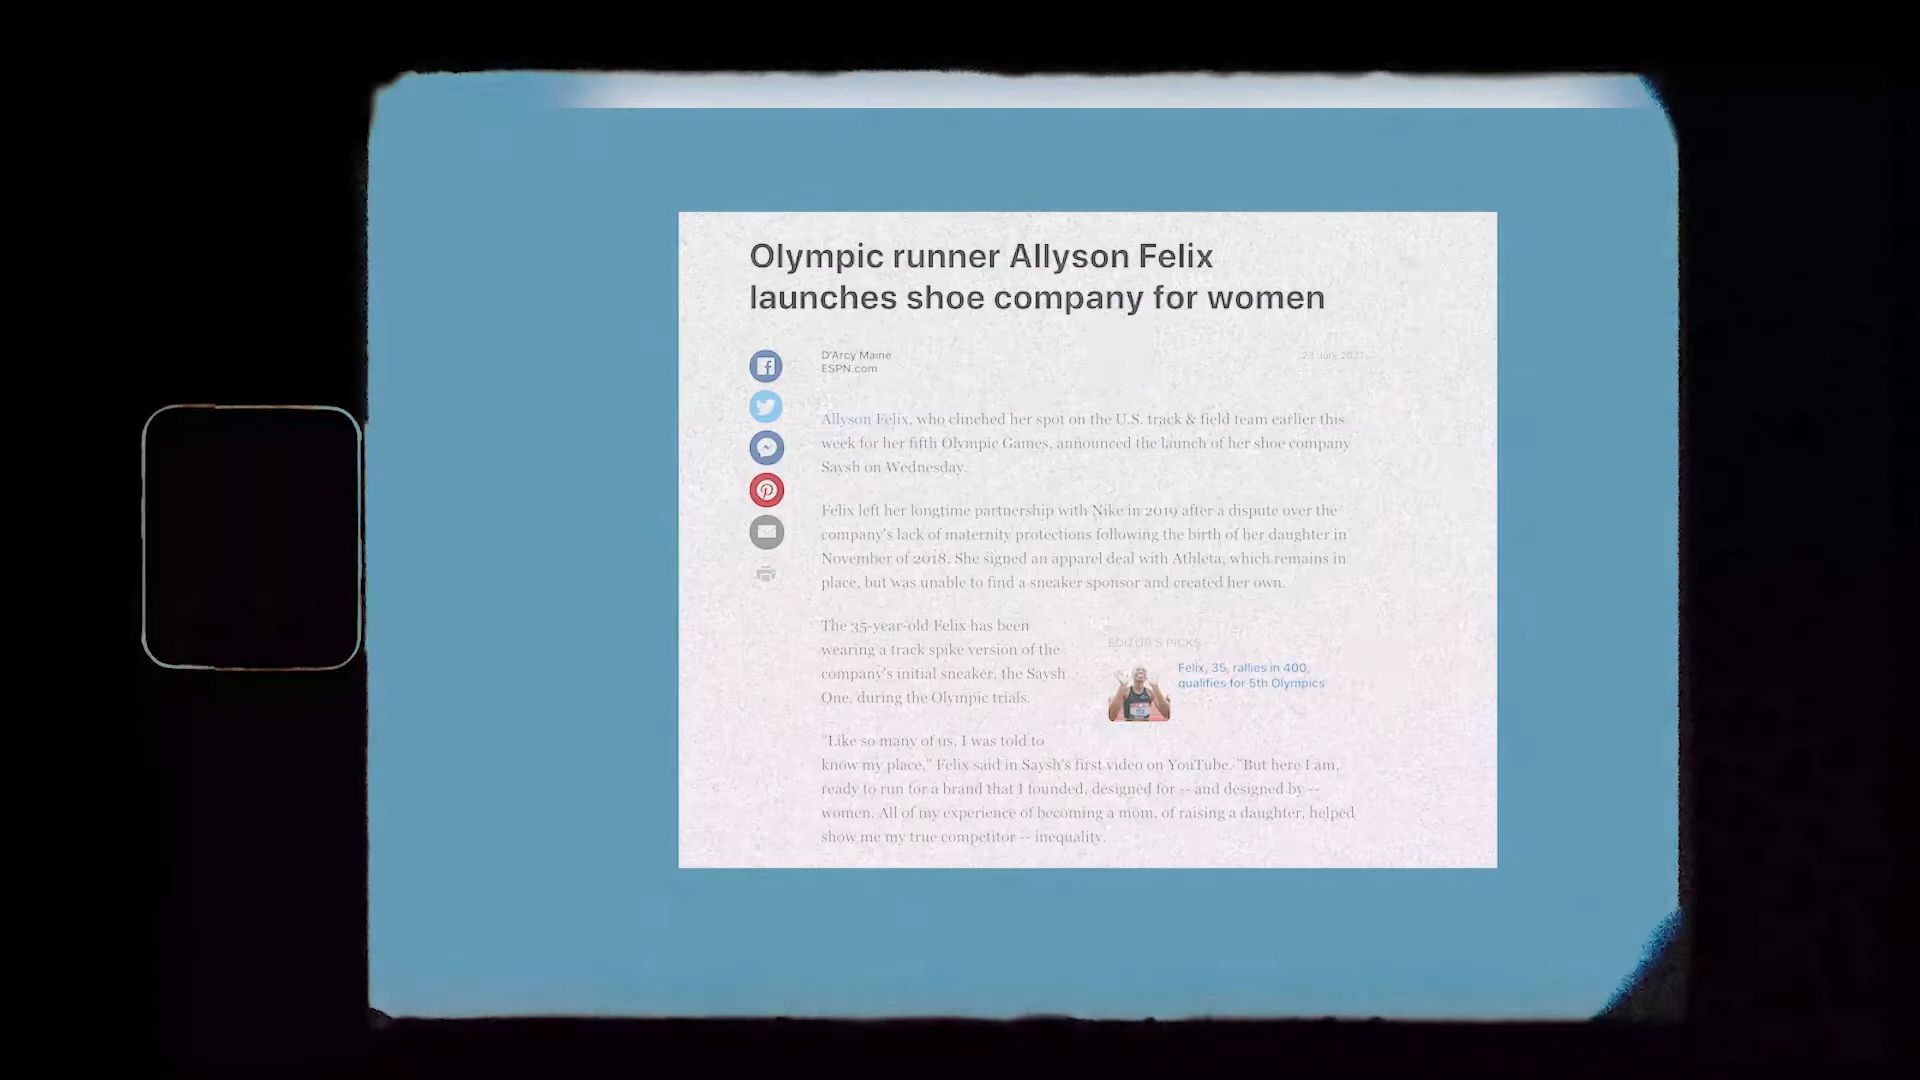 Olympic runner Allyson Felix
launches shoe company for women
D'Arcy Maine
ESPN.com
23 Jun, 2021
Allyson Felix, who clinched her spot on the U.S. track & field team earlier this
week for her fifth Olympic Games, announced the launch of her shoe company
Saysh on Wednesday.
Felix left her longtime partnership with Nike in 2019 after a dispute over the
company's lack of maternity protections following the birth of her daughter in
November of 2018. She signed an apparel deal with Athleta, which remains in
place, but was unable to find a sneaker sponsor and created her own.
The 35-year-old Felix has been
wearing a track spike version of the
company's initial sneaker, the Saysh
One, during the Olympic trials.
EDITOR'S PICKS
Felix, 35, rallies in 400,
qualifies for 5th Olympics
"Like so many of us, I was told to
know my place," Felix said in Saysh's first video on YouTube. "But here I am,
ready to run for a brand that I founded, designed for -- and designed by --
women. All of my experience of becoming a mom, of raising a daughter, helped
show me my true competitor -- inequality.